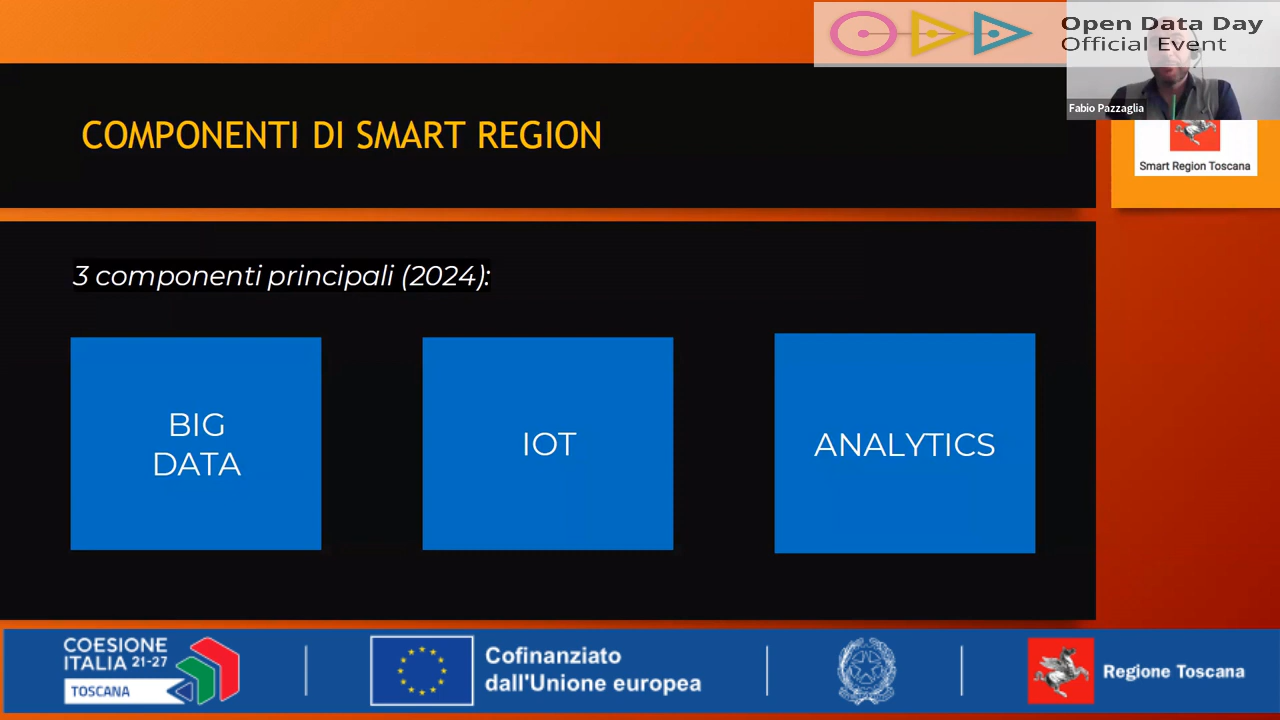 Open Data Day
Official Event
Fabio Pazzaglia
Smart Region Toscana
COMPONENTI DI SMART REGION
3 componenti principali (2024):
BIG
DATA
IOT
ANALYTICS
COESIONE
ITALIA 21-27
TOSCANA
Cofinanziato
dall'Unione europea
Regione Toscana